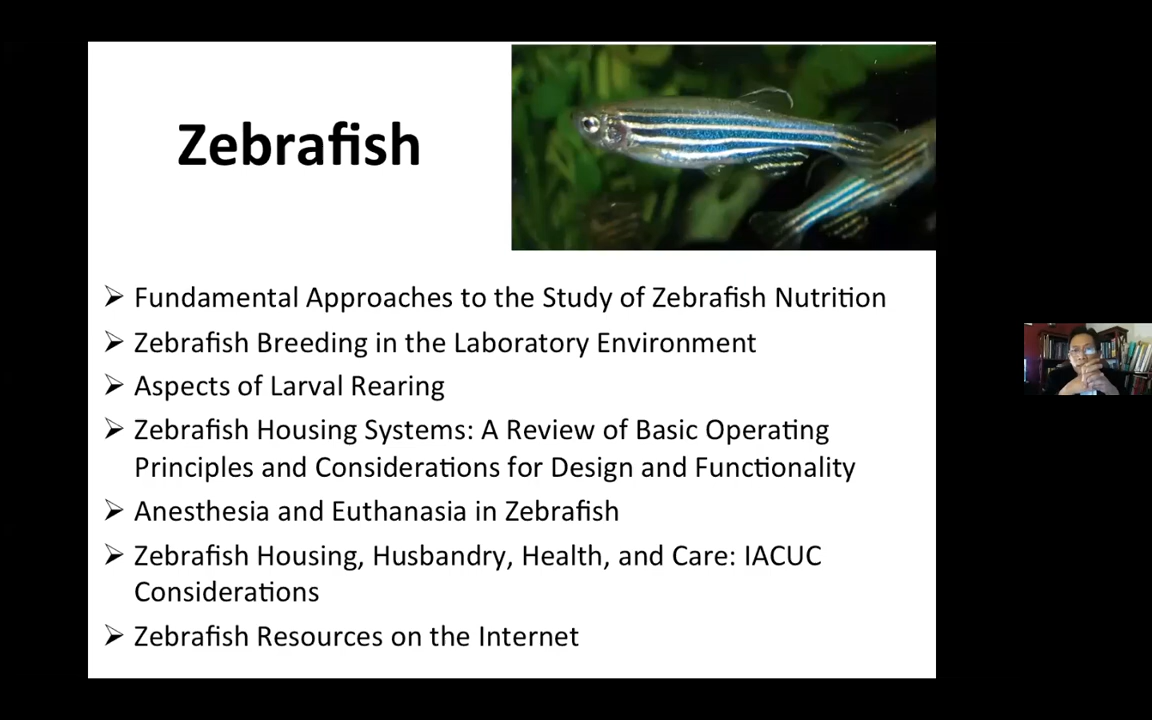 Zebrafish
➢ Fundamental Approaches to the Study of Zebrafish Nutrition
➢ Zebrafish Breeding in the Laboratory Environment
➢ Aspects of Larval Rearing
➢ Zebrafish Housing Systems: A Review of Basic Operating
Principles and Considerations for Design and Functionality
➢ Anesthesia and Euthanasia in Zebrafish
➢ Zebrafish Housing, Husbandry, Health, and Care: IACUC
Considerations
➢ Zebrafish Resources on the Internet